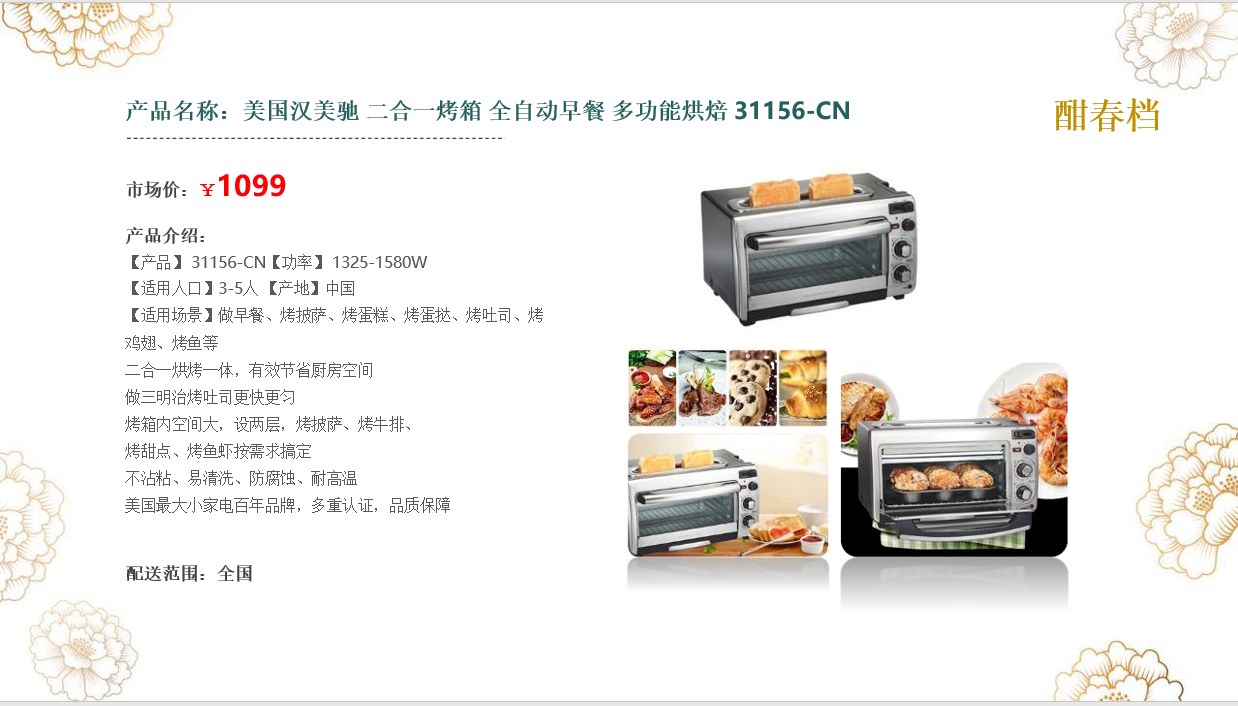 产品名称：美国汉美驰 二合一烤箱 全自动早餐 多功能烘焙 31156-CN
酣春档
市场价：￥1099
产品介绍：
【产品】31156-CN【功率】1325-1580W
【适用人口】3-5人 【产地】中国
【适用场景】做早餐、烤披萨、烤蛋糕、烤蛋挞、烤吐司、烤
鸡翅、烤鱼等
二合一烘烤一体，有效节省厨房空间
做三明治烤吐司更快更匀
烤箱内空间大，设两层，烤披萨、烤牛排、
烤甜点、烤鱼虾按需求搞定
不沾粘、易清洗、防腐蚀、耐高温
美国最大小家电百年品牌，多重认证，品质保障
配送范围：全国